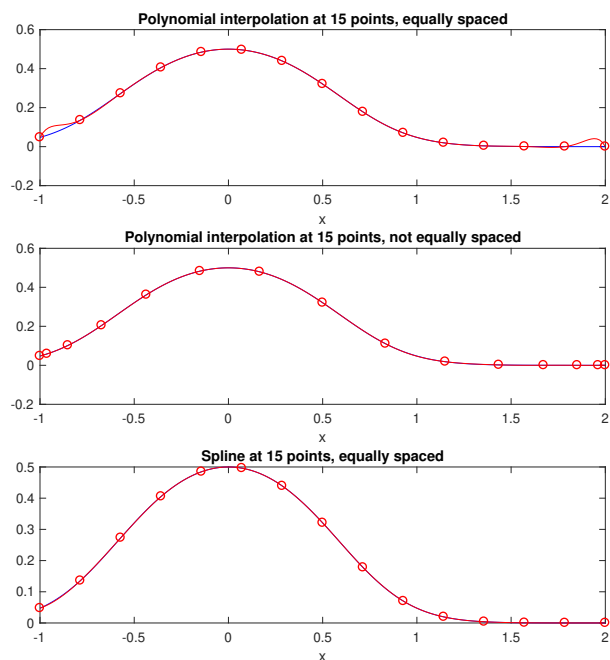 Polynomial interpolation at 15 points, equally spaced
0.6
0.4
0.2
0
-0.2
-1 -0.5 0 0.5 1 1.5 2
x
Polynomial interpolation at 15 points, not equally spaced
0.6
0.4
0.2
0
-0.2
-1 -0.5 0 0.5 1 1.5 2
x
Spline at 15 points, equally spaced
0.5
0.4
0.3
0.2
0.1
0
-1 -0.5 0 0.5 1 1.5 2
x